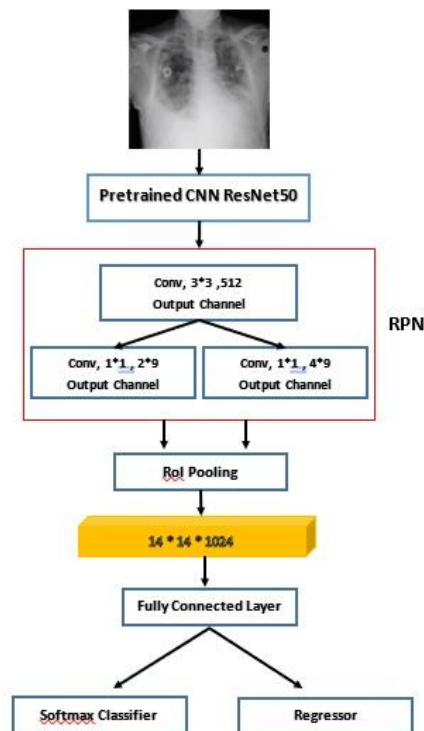 Pretrained CNN ResNet50
Conv, 3*3 ,512
Output Channel
RPN
Conv, 1*1 , 2*9
Output Channel
Conv, 1*1 , 4*9
Output Channel
RoI Pooling
14 * 14 * 1024
Fully Connected Layer
Softmax Classifier
Regressor